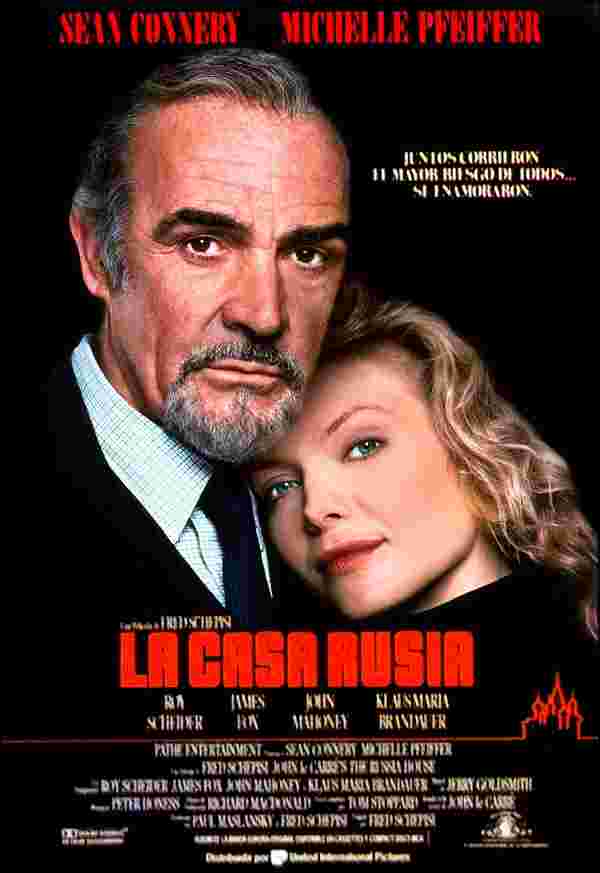 SEAN CONNERY MICHELLE PFEIFFER
JUNTOS CORRIERON
EL MAYOR RIESGO DE TODOS...
SE ENAMORARON.
Una Película de FRED SCHEPISI
LA CASA RUSIA
ROY SCHEIDER JAMES FOX JOHN MAHONEY KLAUS MARIA BRANDAUER
PATHE ENTERTAINMENT SEAN CONNERY MICHELLE PFEIFFER
FRED SCHEPISI JOHN le CARRE'S THE RUSSIA HOUSE
ROY SCHEIDER JAMES FOX JOHN MAHONEY KLAUS MARIA BRANDAUER JERRY GOLDSMITH
PETER HONESS RICHARD MACDONALD TOM STOPPARD JOHN le CARRE
PAUL MASLANSKY FRED SCHEPISI FRED SCHEPISI
DOLBY STEREO
Distribuida por United International Pictures